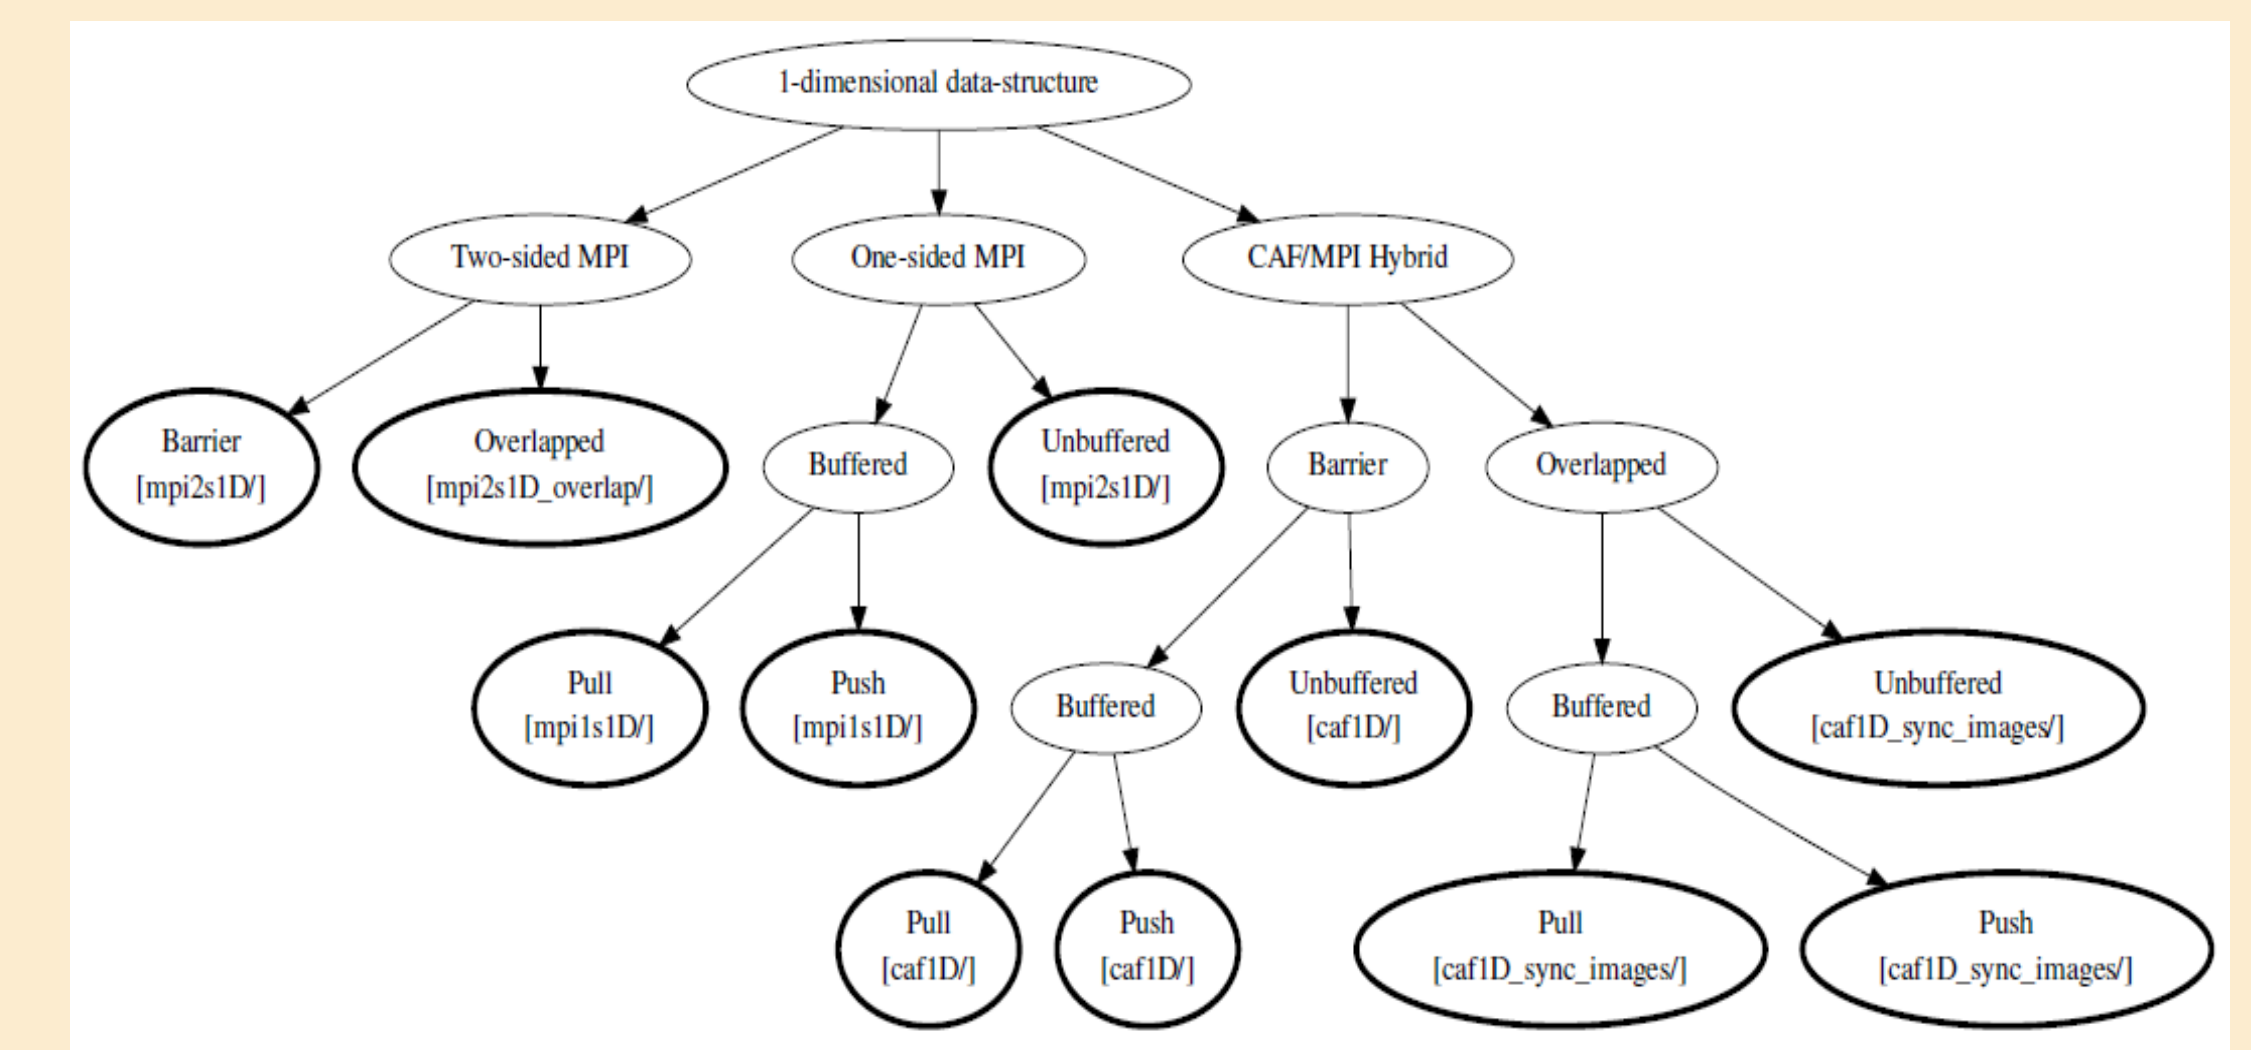 1-dimensional data-structure
Two-sided MPI
One-sided MPI
CAF/MPI Hybrid
Barrier
[mpi2s1D/]
Overlapped
[mpi2s1D_overlap/]
Buffered
Unbuffered
[mpi2s1D/]
Barrier
Overlapped
Pull
[mpi1s1D/]
Push
[mpi1s1D/]
Buffered
Unbuffered
[caf1D/]
Buffered
Unbuffered
[caf1D_sync_images/]
Pull
[caf1D/]
Push
[caf1D/]
Pull
[caf1D_sync_images/]
Push
[caf1D_sync_images/]